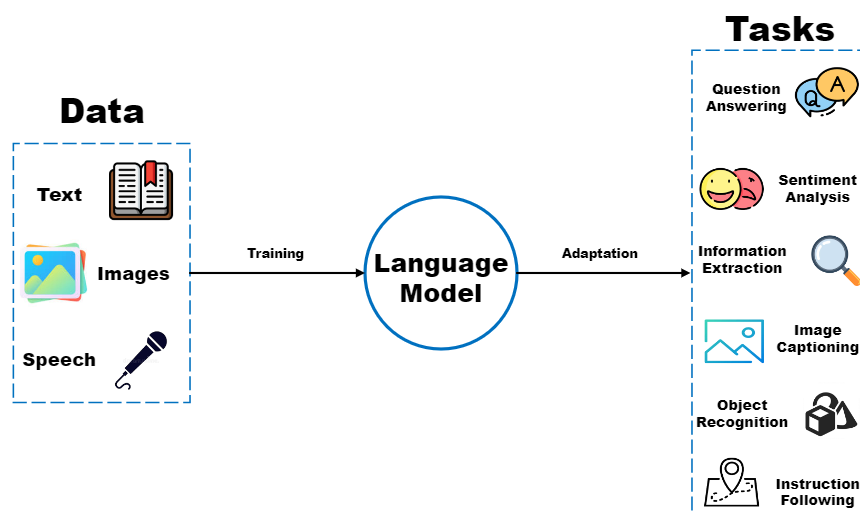 Tasks
Data
Text
Images
Speech
Training
Language
Model
Adaptation
Question
Answering
Q
A
Sentiment
Analysis
Information
Extraction
Image
Captioning
Object
Recognition
Instruction
Following